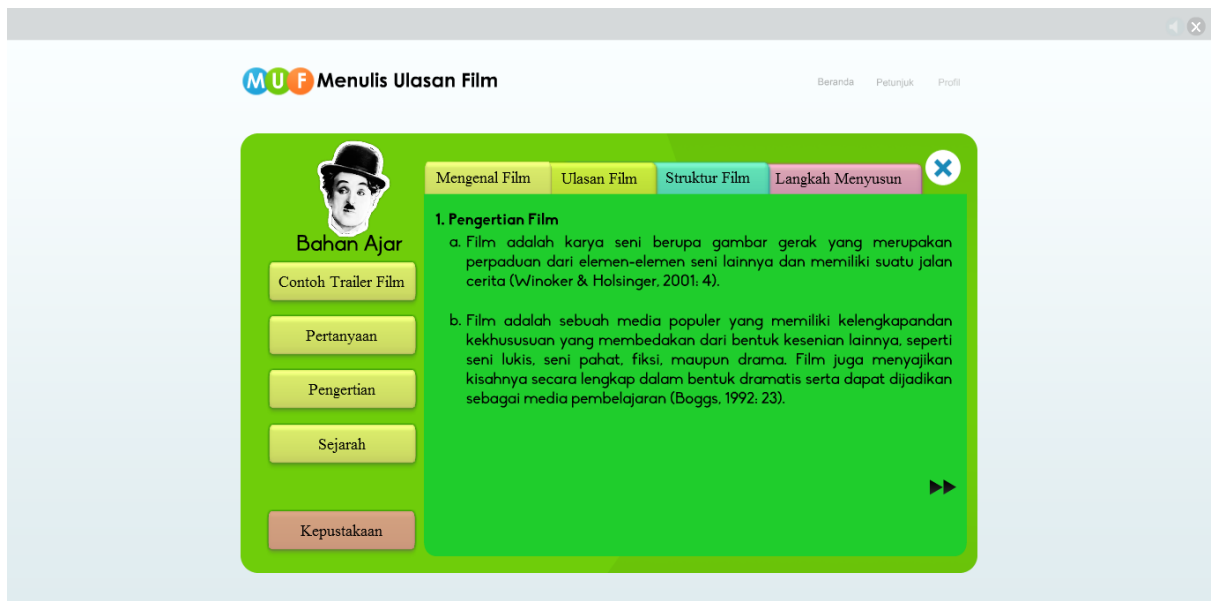 MUF Menulis Ulasan Film
Beranda Petunjuk Profil
Mengenal Film Ulasan Film Struktur Film Langkah Menyusun
Bahan Ajar
Contoh Trailer Film
Pertanyaan
Pengertian
Sejarah
Kepustakaan
1. Pengertian Film
a. Film adalah karya seni berupa gambar gerak yang merupakan
perpaduan dari elemen-elemen seni lainnya dan memiliki suatu jalan
cerita (Winoker & Holsinger, 2001: 4).
b. Film adalah sebuah media populer yang memiliki kelengkapandan
kekhususuan yang membedakan dari bentuk kesenian lainnya, seperti
seni lukis, seni pahat, fiksi, maupun drama. Film juga menyajikan
kisahnya secara lengkap dalam bentuk dramatis serta dapat dijadikan
sebagai media pembelajaran (Boggs, 1992: 23).